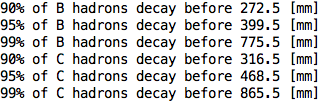 90% of B hadrons decay before 272.5 [mm]
95% of B hadrons decay before 399.5 [mm]
99% of B hadrons decay before 775.5 [mm]
90% of C hadrons decay before 316.5 [mm]
95% of C hadrons decay before 468.5 [mm]
99% of C hadrons decay before 865.5 [mm]